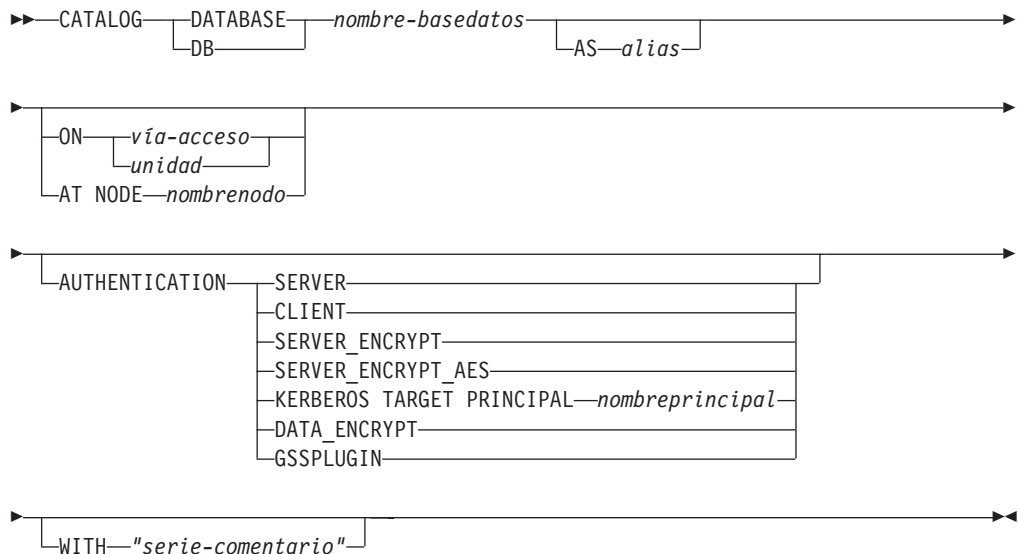 CATALOG DATABASE nombre-basedatos
DB AS alias
ON vía-acceso
unidad
AT NODE nombrenodo
AUTHENTICATION SERVER
CLIENT
SERVER_ENCRYPT
SERVER_ENCRYPT_AES
KERBEROS TARGET PRINCIPAL nombreprincipal
DATA_ENCRYPT
GSSPLUGIN
WITH "serie-comentario"